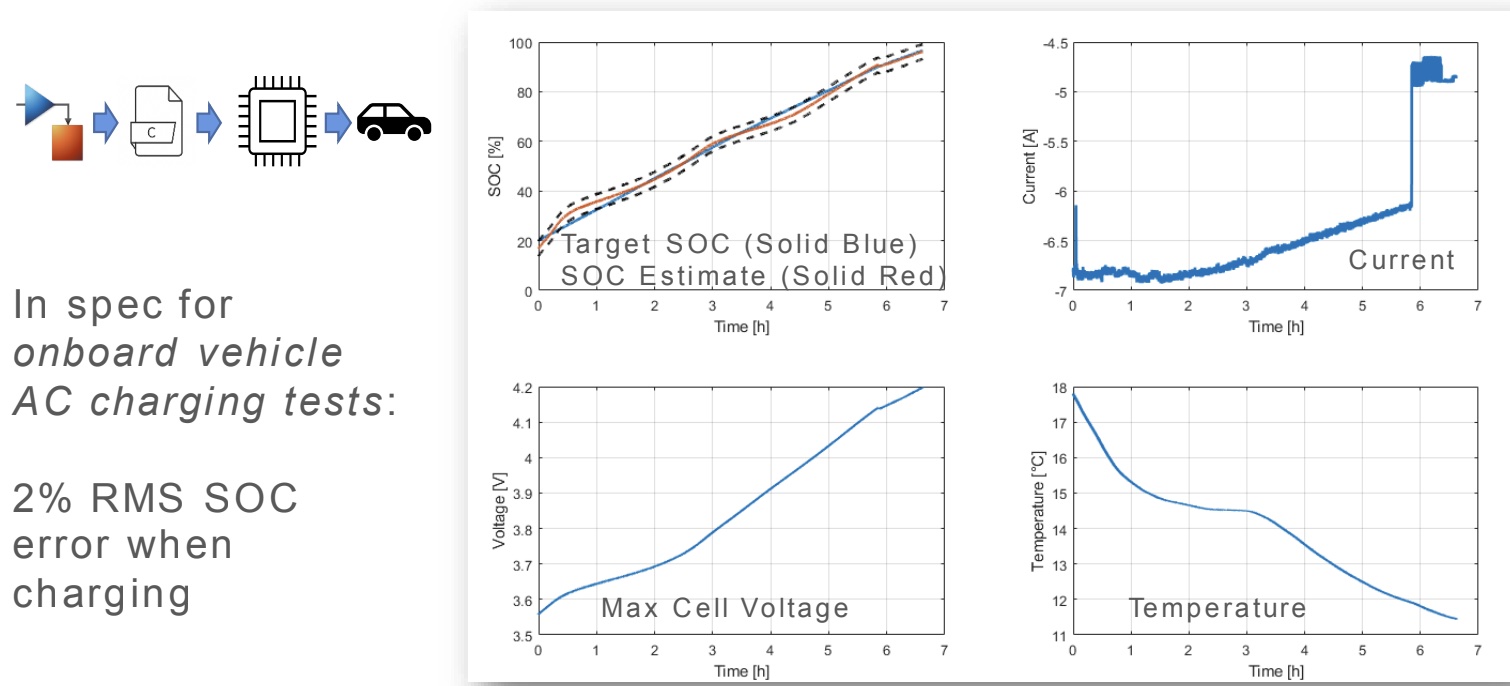 C
In spec for
onboard vehicle
AC charging tests:
2% RMS SOC
error when
charging
100
80
60
40
20
0
SOC [%]
Target SOC (Solid Blue)
SOC Estimate (Solid Red)
0 1 2 3 4 5 6 7
Time [h]
-4.5
-5
-5.5
-6
-6.5
-7
Current [A]
Current
0 1 2 3 4 5 6 7
Time [h]
4.2
4.1
4
3.9
3.8
3.7
3.6
3.5
Voltage [V]
Max Cell Voltage
0 1 2 3 4 5 6 7
Time [h]
18
17
16
15
14
13
12
11
Temperature [°C]
Temperature
0 1 2 3 4 5 6 7
Time [h]